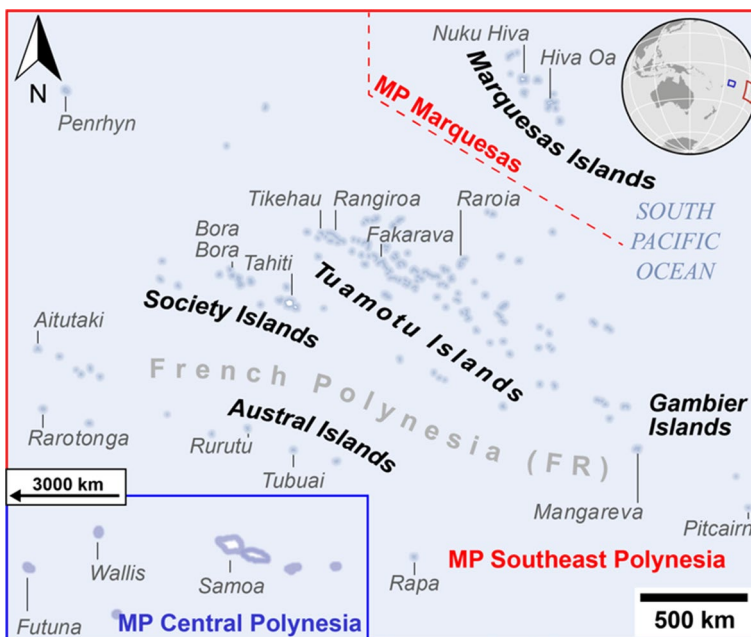 Nuku Hiva
Hiva Oa
Marquesas Islands
MP Marquesas
N
Penrhyn
Tikehau
Rangiroa
Raroia
Bora
Bora
Fakarava
Tahiti
SOUTH
PACIFIC
OCEAN
Society Islands
Tuamotu Islands
Aitutaki
French Polynesia (FR)
Gambier
Islands
Austral Islands
Rarotonga
Rurutu
Tubuai
3000 km
Mangareva
Pitcairn
Wallis
Samoa
Futuna
MP Central Polynesia
Rapa
MP Southeast Polynesia
500 km